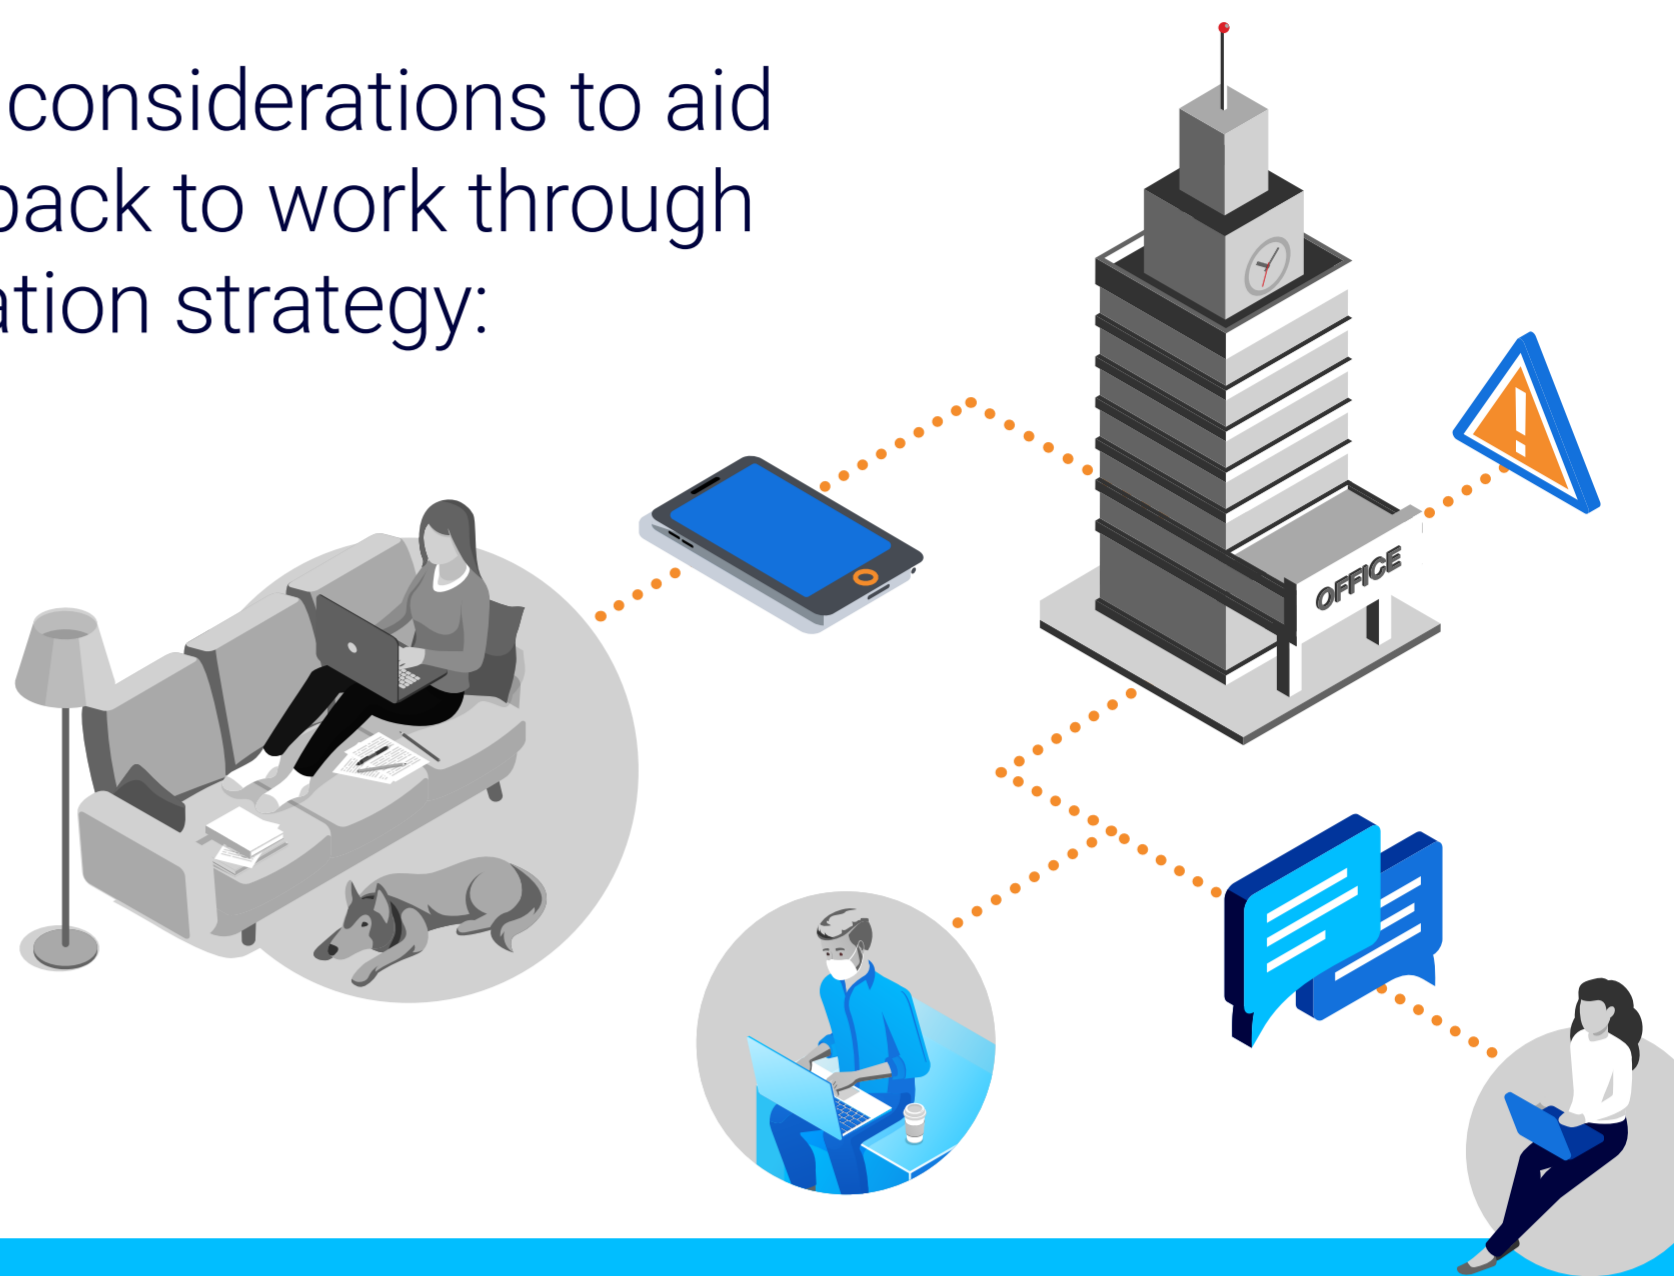 considerations to aid
back to work through
ation strategy:
OFFICE